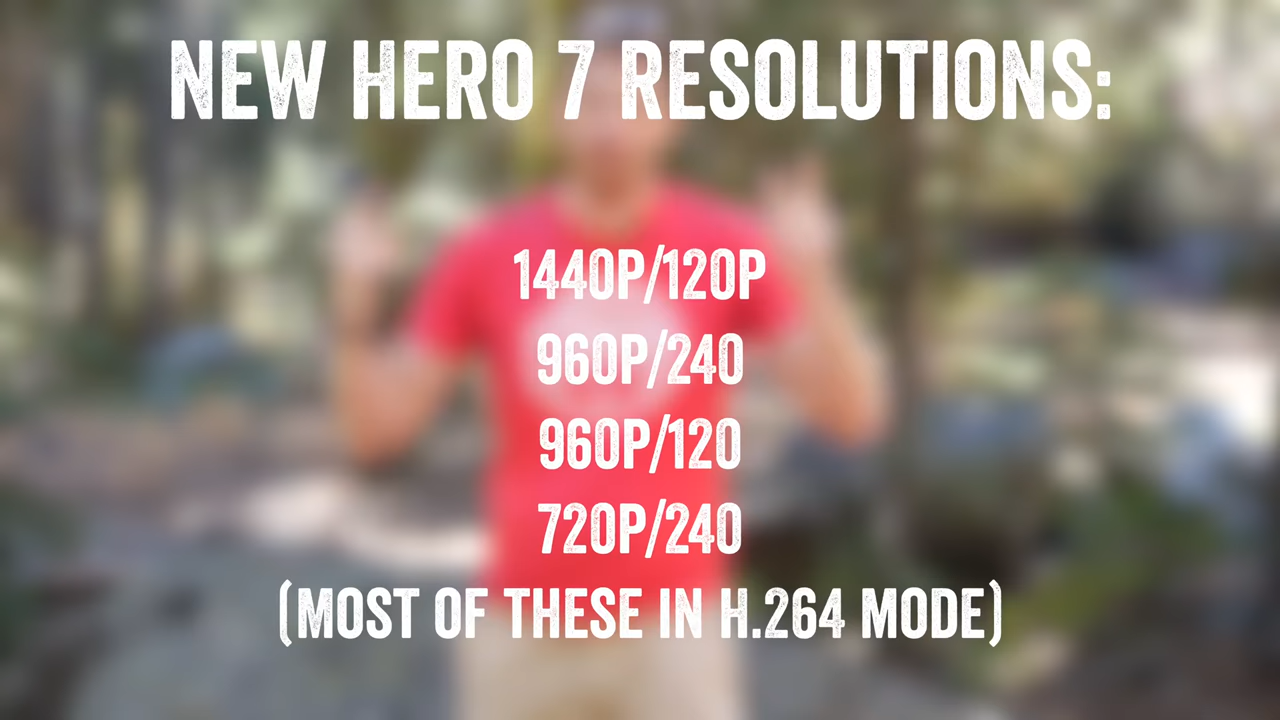 NEW HERO 7 RESOLUTIONS:
1440P/120P
960P/240
960P/120
720P/240
(MOST OF THESE IN H.264 MODE)